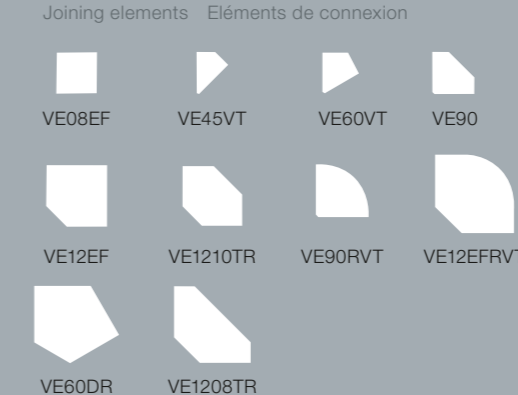 Joining elements Eléments de connexion
VE08EF VE45VT VE60VT VE90
VE12EF VE1210TR VE90RVT VE12EFRVT
VE60DR VE1208TR